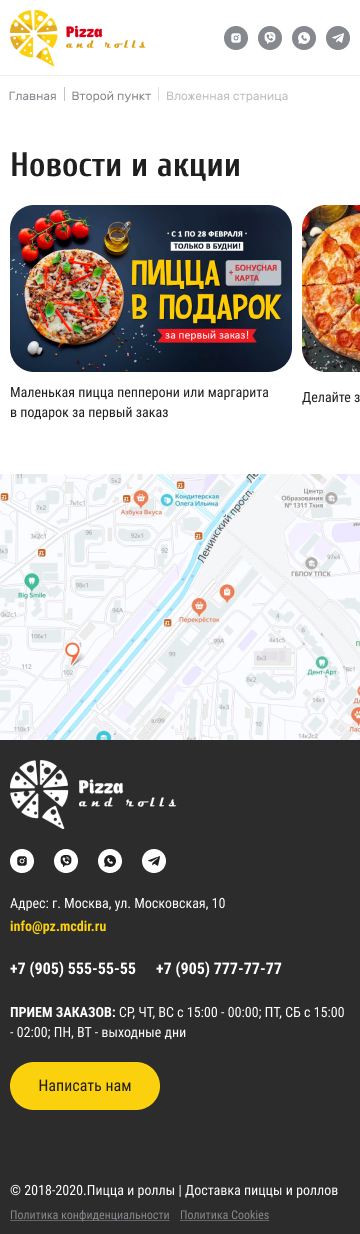 Pizza
and rolls
Главная
Второй пункт
Вложенная страница
Новости и акции
· С 1 ПО 28 ФЕВРАЛЯ ·
ТОЛЬКО В БУДНИ!
ПИЦЦА
+ БОНУСНАЯ
КАРТА
В ПОДАРОК
за первый заказ!
Маленькая пицца пепперони или маргарита
в подарок за первый заказ
Делайте з
Кондитерская
Олега Ильина
Азбука Вкуса
Ленинский просп.
Центр
Образования
№ 1311 Тхия
ГБПОУ ТПСК
Big Smile
Перекрёсток
Дент-Арт
Pizza
and rolls
Адрес: г. Москва, ул. Московская, 10
info@pz.mcdir.ru
+7 (905) 555-55-55
+7 (905) 777-77-77
ПРИЕМ ЗАКАЗОВ: СР, ЧТ, ВС с 15:00 - 00:00; ПТ, СБ с 15:00
- 02:00; ПН, ВТ - выходные дни
Написать нам
© 2018-2020.Пицца и роллы | Доставка пиццы и роллов
Политика конфиденциальности
Политика Cookies